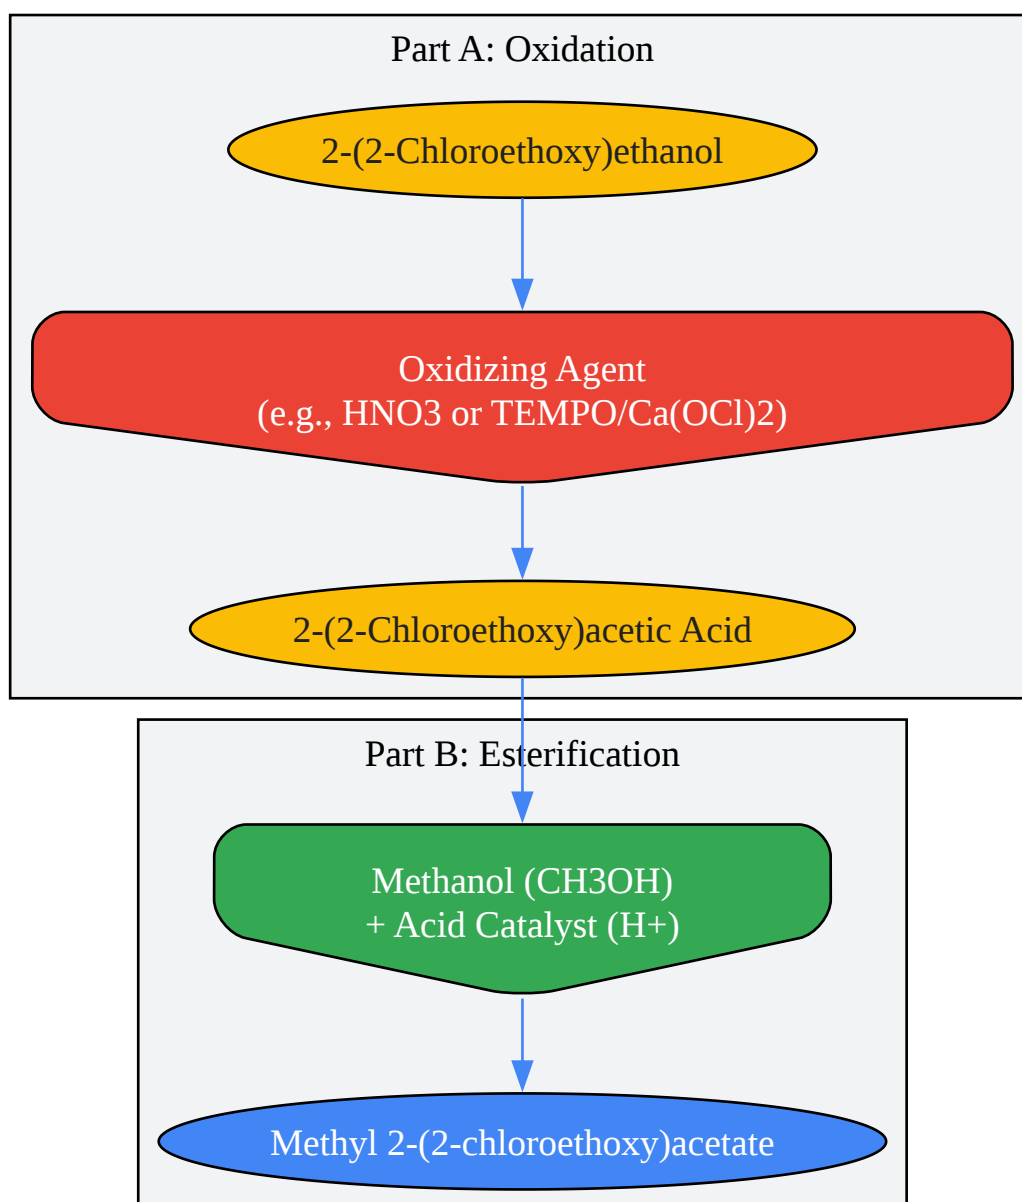 Part A: Oxidation
2-(2-Chloroethoxy)ethanol
Oxidizing Agent
(e.g., HNO3 or TEMPO/Ca(OCl)2)
2-(2-Chloroethoxy)acetic Acid
Part B: Esterification
Methanol (CH3OH)
+ Acid Catalyst (H+)
Methyl 2-(2-chloroethoxy)acetate